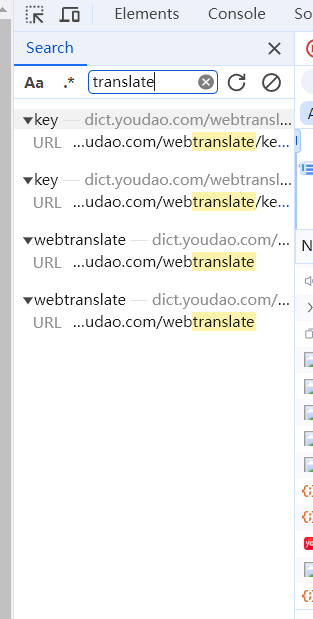 Elements Console So
Search
Aa .* translate
key — dict.youdao.com/webtransl...
URL ...udao.com/webtranslate/ke...
key — dict.youdao.com/webtransl...
URL ...udao.com/webtranslate/ke...
webtranslate — dict.youdao.com/...
URL ...udao.com/webtranslate
webtranslate — dict.youdao.com/...
URL ...udao.com/webtranslate